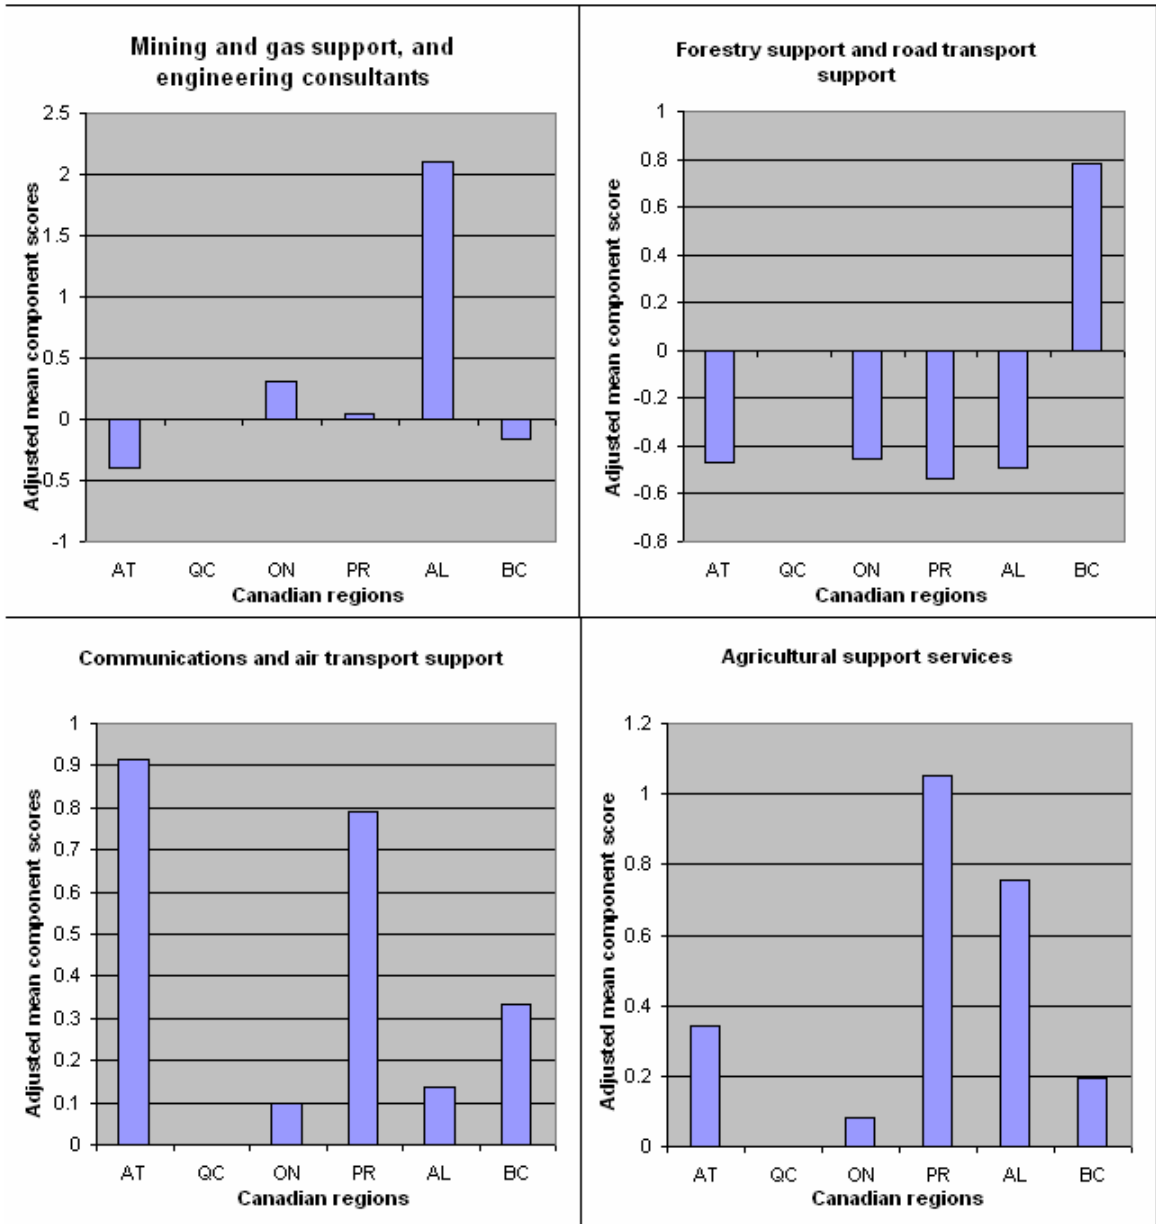 Mining and gas support, and
engineering consultants
Adjusted mean component scores
2.5
2
1.5
1
0.5
0
-0.5
-1
AT QC ON PR AL BC
Canadian regions
Forestry support and road transport
support
Adjusted mean component score
1
0.8
0.6
0.4
0.2
0
-0.2
-0.4
-0.6
-0.8
AT QC ON PR AL BC
Canadian regions
Communications and air transport support
Adjusted mean component scores
1
0.9
0.8
0.7
0.6
0.5
0.4
0.3
0.2
0.1
0
AT QC ON PR AL BC
Canadian regions
Agricultural support services
Adjusted mean component score
1.2
1
0.8
0.6
0.4
0.2
0
AT QC ON PR AL BC
Canadian regions